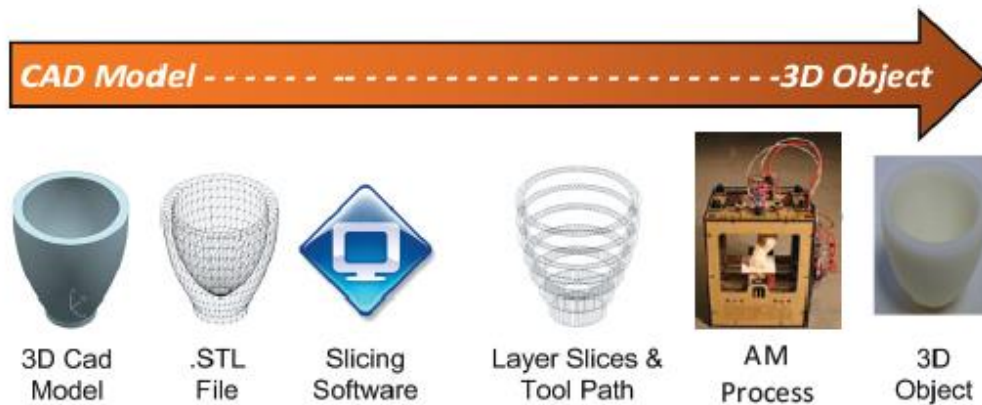 CAD Model - - - - - - -- - - - - - - - - - - - - - - - - - - - - - - -3D Object
3D Cad
Model
.STL
File
Slicing
Software
Layer Slices &
Tool Path
AM
Process
3D
Object